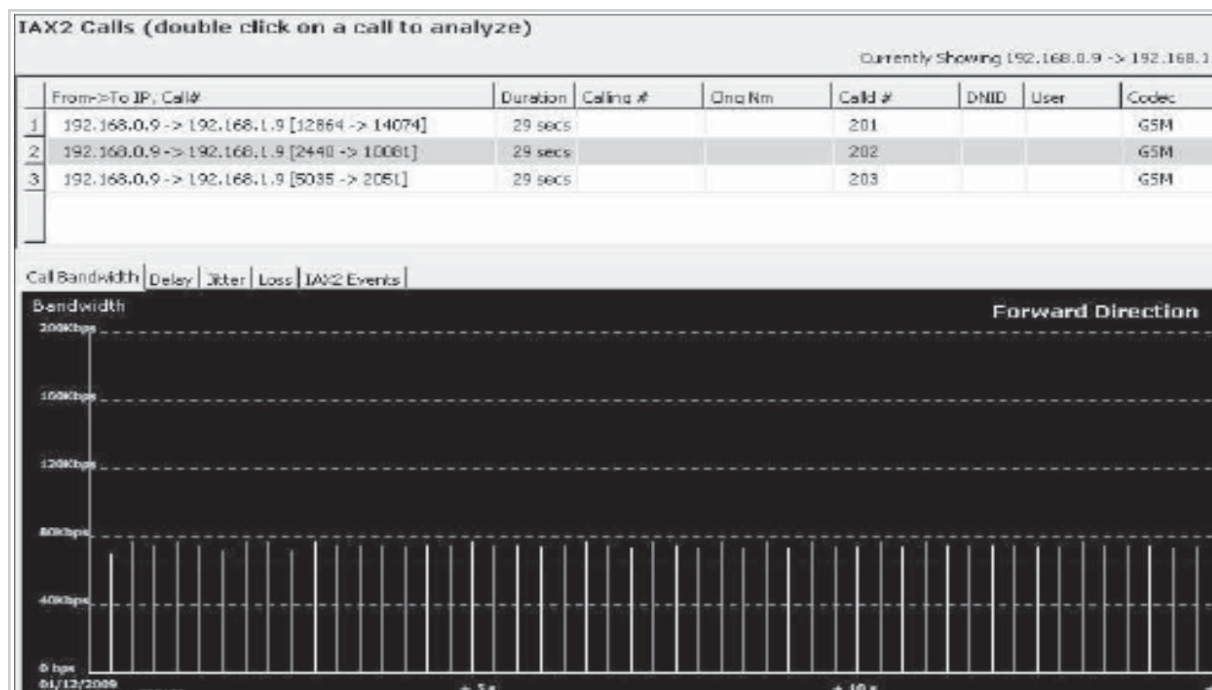 IAX2 Calls (double click on a call to analyze)
Currently Showing 192.168.0.9 -> 192.168.1
From->To IP, Call# Duration Calling # Clng Nm Calld # DNID User Codec
1 192.168.0.9 -> 192.168.1.9 [12864 -> 14074] 29 secs 201 GSM
2 192.168.0.9 -> 192.168.1.9 [2440 -> 10081] 29 secs 202 GSM
3 192.168.0.9 -> 192.168.1.9 [5035 -> 2051] 29 secs 203 GSM
Call Bandwidth Delay Jitter Loss IAX2 Events
Bandwidth
Forward Direction
200Kbps
160Kbps
120Kbps
80Kbps
40Kbps
0 bps
01/12/2009 + 5s + 10s